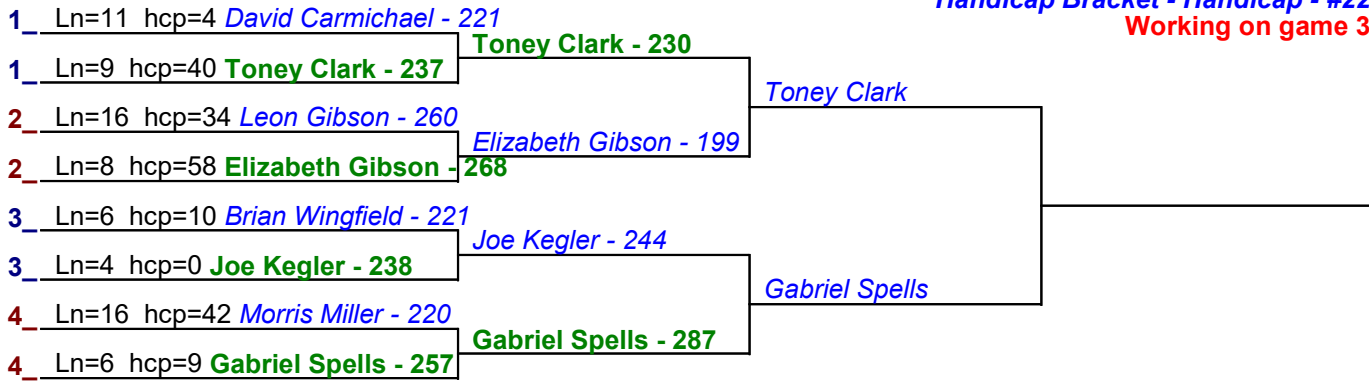 Handicap Bracket - Handicap - #22
Working on game 3
1_ Ln=11 hcp=4 David Carmichael - 221
Toney Clark - 230
1_ Ln=9 hcp=40 Toney Clark - 237
Toney Clark
2_ Ln=16 hcp=34 Leon Gibson - 260
Elizabeth Gibson - 199
2_ Ln=8 hcp=58 Elizabeth Gibson - 268
3_ Ln=6 hcp=10 Brian Wingfield - 221
Joe Kegler - 244
3_ Ln=4 hcp=0 Joe Kegler - 238
Gabriel Spells
4_ Ln=16 hcp=42 Morris Miller - 220
Gabriel Spells - 287
4_ Ln=6 hcp=9 Gabriel Spells - 257